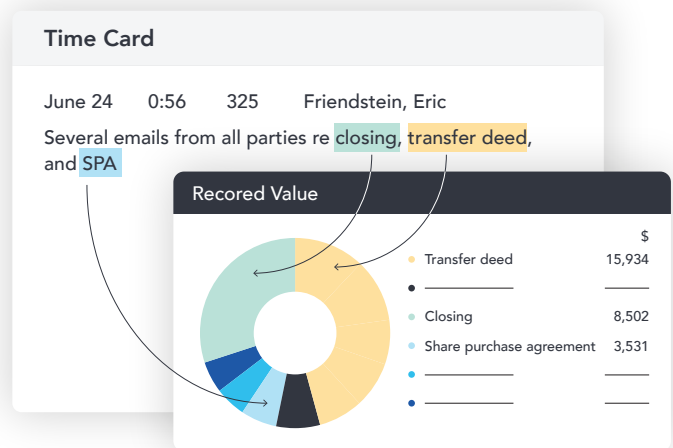 Time Card
June 24 0:56 325 Friendstein, Eric
Several emails from all parties re closing, transfer deed,
and SPA
Recored Value
$
Transfer deed 15,934
Closing 8,502
Share purchase agreement 3,531